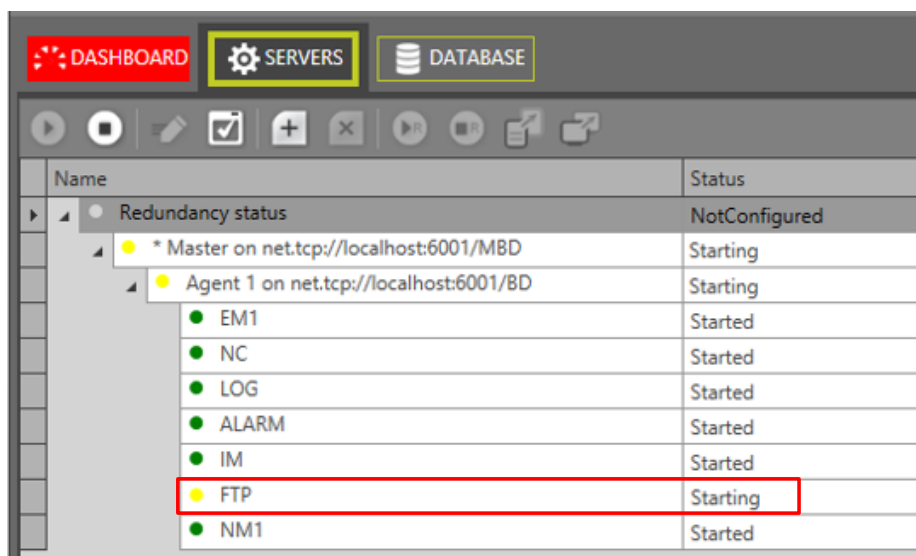 DASHBOARD SERVERS DATABASE
Name Status
Redundancy status NotConfigured
* Master on net.tcp://localhost:6001/MBD Starting
Agent 1 on net.tcp://localhost:6001/BD Starting
EM1 Started
NC Started
LOG Started
ALARM Started
IM Started
FTP Starting
NM1 Started